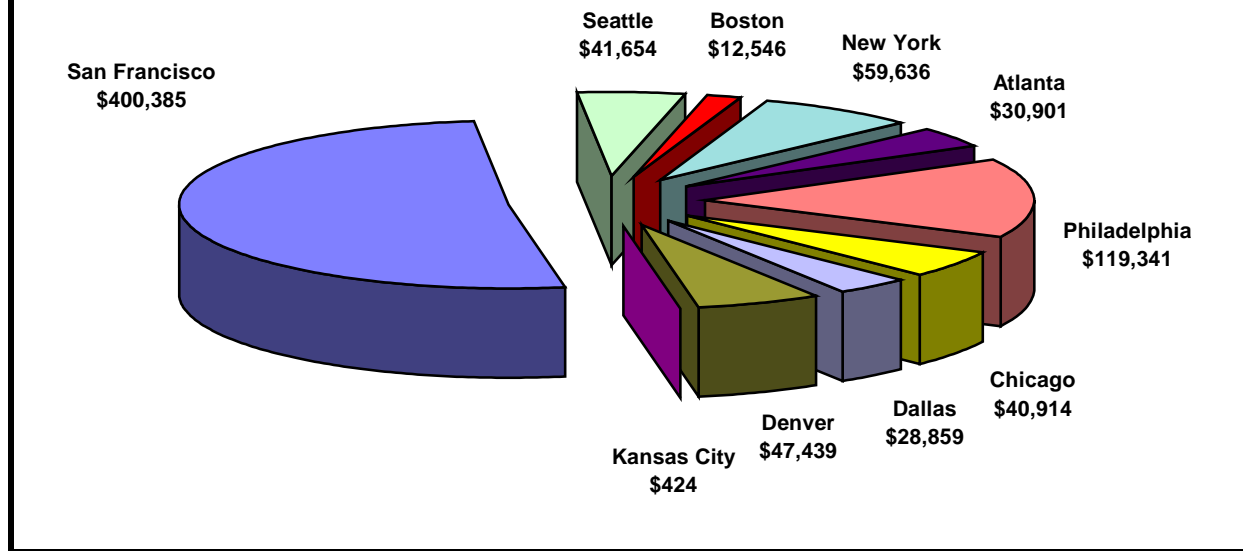 Seattle
$41,654
Boston
$12,546
New York
$59,636
San Francisco
$400,385
Atlanta
$30,901
Philadelphia
$119,341
Chicago
$40,914
Dallas
$28,859
Denver
$47,439
Kansas City
$424